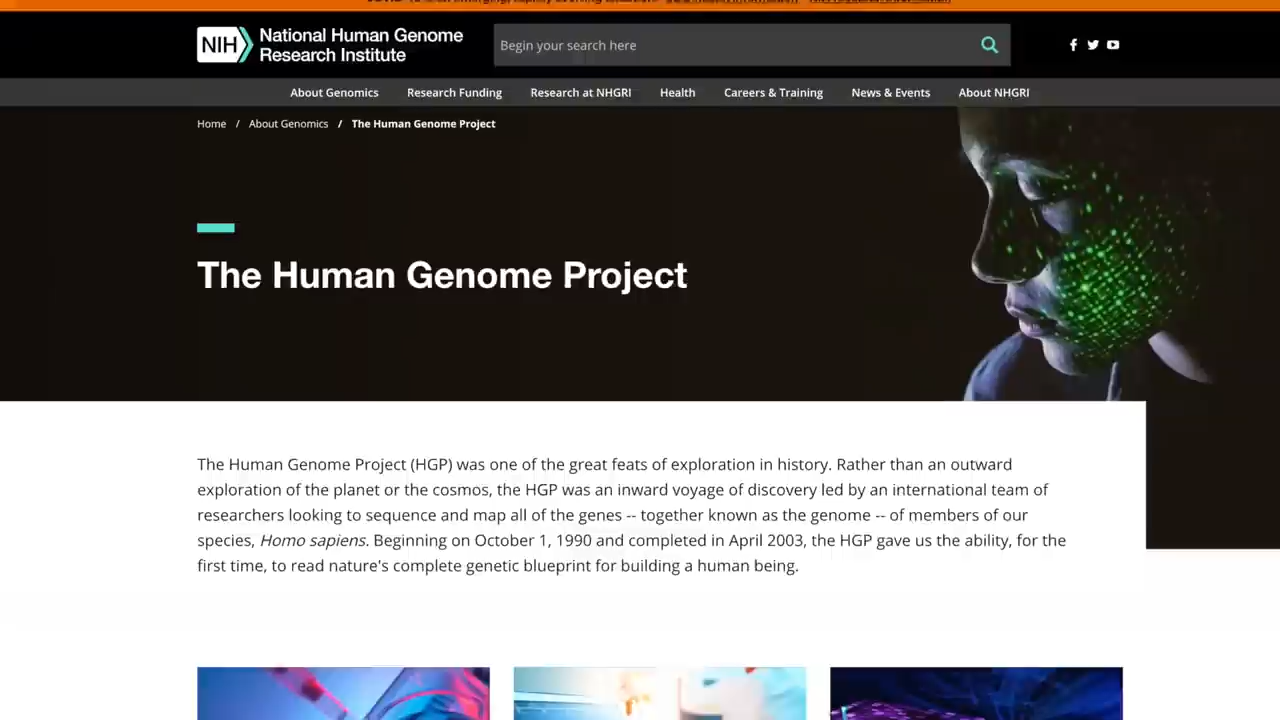 NIH
National Human Genome
Research Institute
Begin your search here
About Genomics Research Funding Research at NHGRI Health Careers & Training News & Events About NHGRI
Home / About Genomics / The Human Genome Project
The Human Genome Project
The Human Genome Project (HGP) was one of the great feats of exploration in history. Rather than an outward
exploration of the planet or the cosmos, the HGP was an inward voyage of discovery led by an international team of
researchers looking to sequence and map all of the genes -- together known as the genome -- of members of our
species, Homo sapiens. Beginning on October 1, 1990 and completed in April 2003, the HGP gave us the ability, for the
first time, to read nature's complete genetic blueprint for building a human being.